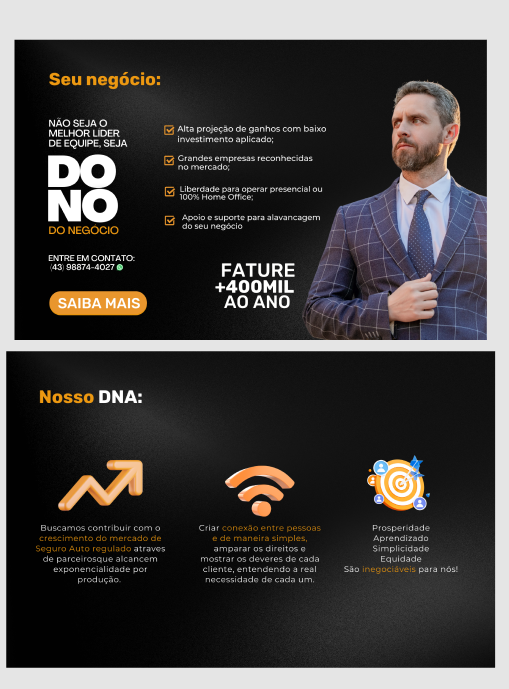 Seu negócio:
NÃO SEJA O
MELHOR LÍDER
DE EQUIPE, SEJA
DO
NO
DO NEGÓCIO
ENTRE EM CONTATO:
(43) 98874-4027
SAIBA MAIS
Alta projeção de ganhos com baixo
investimento aplicado;
Grandes empresas reconhecidas
no mercado;
Liberdade para operar presencial ou
100% Home Office;
Apoio e suporte para alavancagem
do seu negócio
FATURE
+400MIL
AO ANO
Nosso DNA:
Buscamos contribuir com o
crescimento do mercado de
Seguro Auto regulado atraves
de parceirosque alcancem
exponencialidade por
produção.
Criar conexão entre pessoas
e de maneira simples,
amparar os direitos e
mostrar os deveres de cada
cliente, entendendo a real
necessidade de cada um.
Prosperidade
Aprendizado
Simplicidade
Equidade
São inegociáveis para nós!